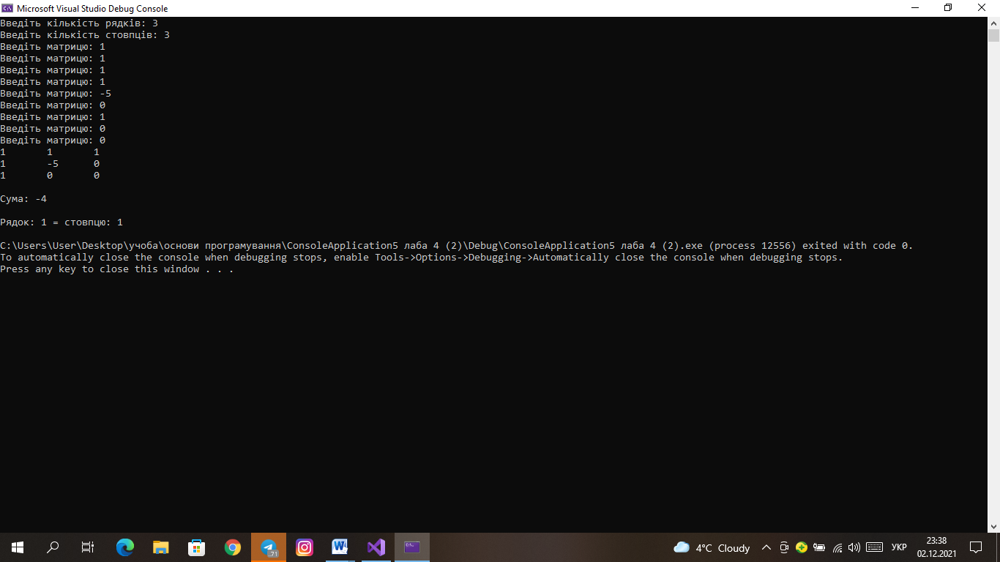 Microsoft Visual Studio Debug Console
Введіть кількість рядків: 3
Введіть кількість стовпців: 3
Введіть матрицю: 1
Введіть матрицю: 1
Введіть матрицю: 1
Введіть матрицю: 1
Введіть матрицю: -5
Введіть матрицю: 0
Введіть матрицю: 1
Введіть матрицю: 0
Введіть матрицю: 0
1 1 1
1 -5 0
1 0 0
Сума: -4
Рядок: 1 = стовпцю: 1
C:\Users\User\Desktop\учоба\основи програмування\ConsoleApplication5 лаба 4 (2)\Debug\ConsoleApplication5 лаба 4 (2).exe (process 12556) exited with code 0.
To automatically close the console when debugging stops, enable Tools->Options->Debugging->Automatically close the console when debugging stops.
Press any key to close this window . . .
71
4°C Cloudy
УКР
23:38
02.12.2021